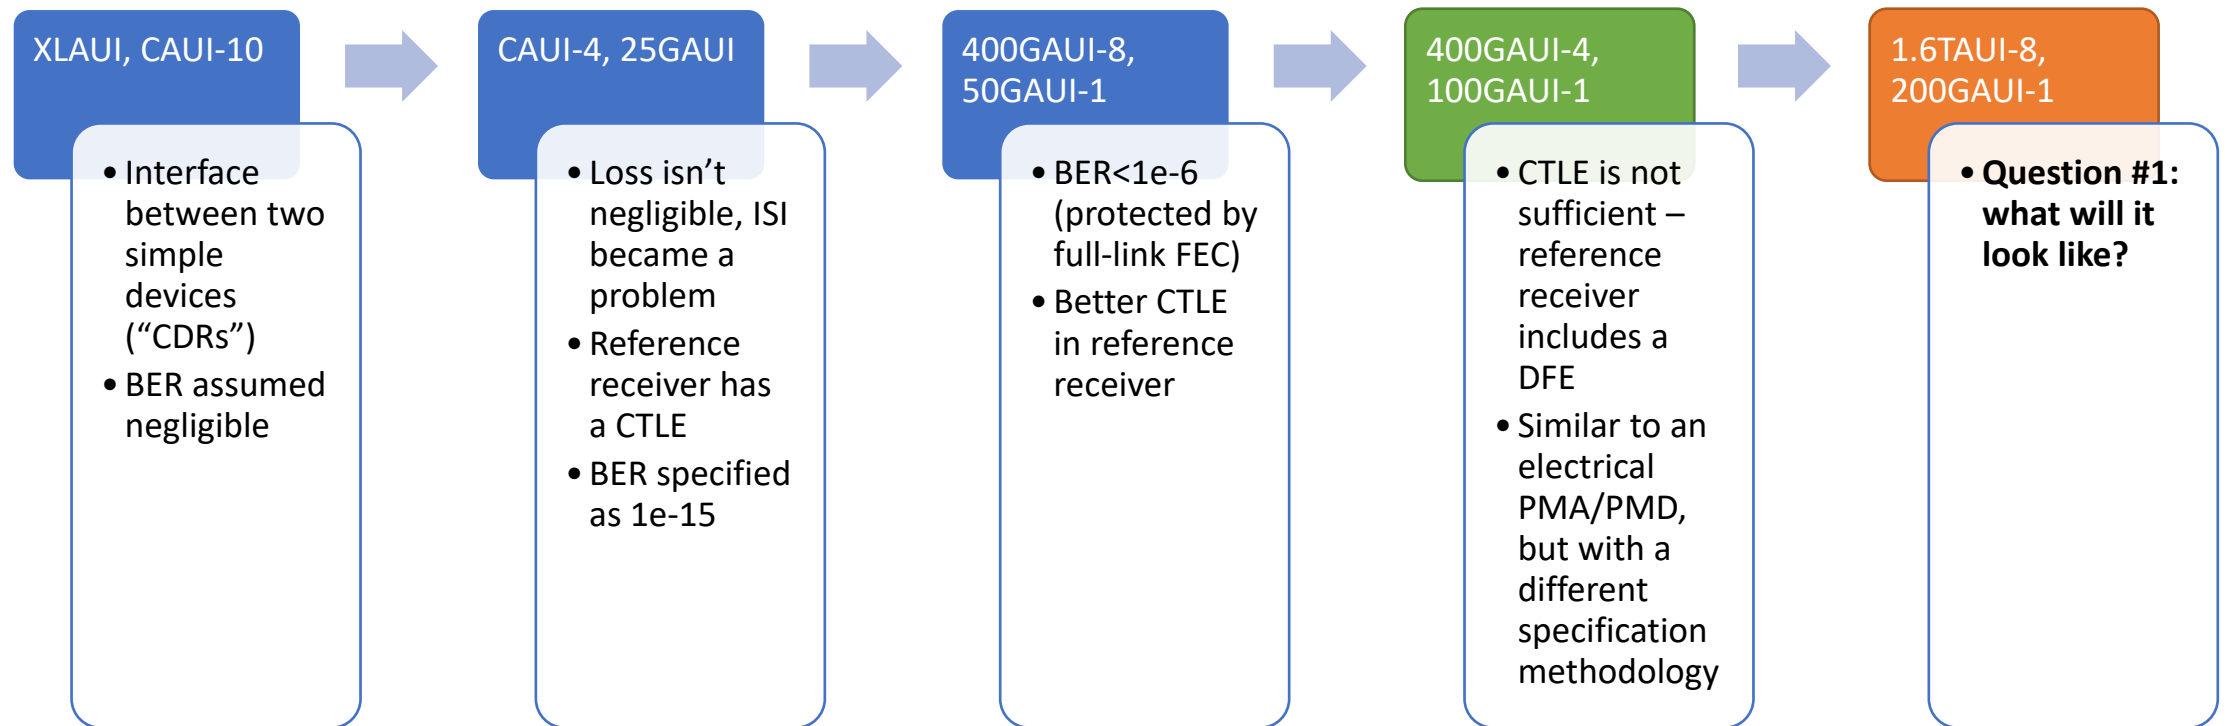 XLAUI, CAUI-10
• Interface
between two
simple
devices
(“CDRs”)
• BER assumed
negligible
CAUI-4, 25GAUI
• Loss isn’t
negligible, ISI
became a
problem
• Reference
receiver has
a CTLE
• BER specified
as 1e-15
400GAUI-8,
50GAUI-1
• BER<1e-6
(protected by
full-link FEC)
• Better CTLE
in reference
receiver
400GAUI-4,
100GAUI-1
• CTLE is not
sufficient –
reference
receiver
includes a
DFE
• Similar to an
electrical
PMA/PMD,
but with a
different
specification
methodology
1.6TAUI-8,
200GAUI-1
• Question #1:
what will it
look like?